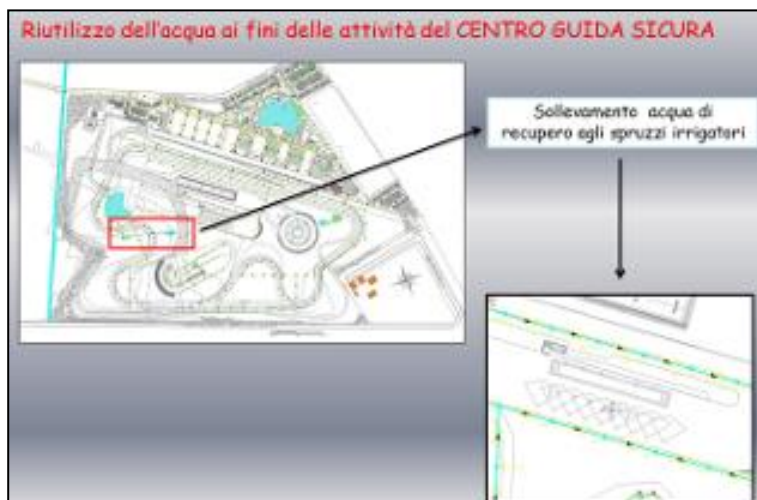 Riutilizzo dell'acqua ai fini delle attività del CENTRO GUIDA SICURA
Sollevamento acqua di
recupero agli spruzzi irrigatori